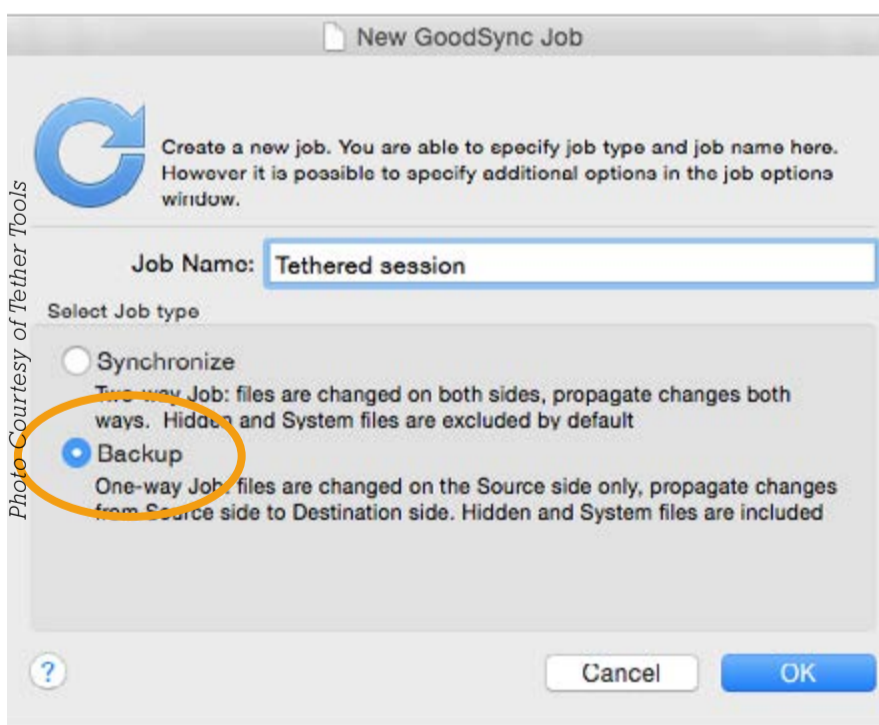 New GoodSync Job
Create a new job. You are able to specify job type and job name here.
However it is possible to specify additional options in the job options
window.
Job Name: Tethered session
Select Job type
Synchronize
Two-way Job: files are changed on both sides, propagate changes both
ways. Hidden and System files are excluded by default
Backup
One-way Job: files are changed on the Source side only, propagate changes
from Source side to Destination side. Hidden and System files are included
? Cancel OK
Photo Courtesy of Tether Tools